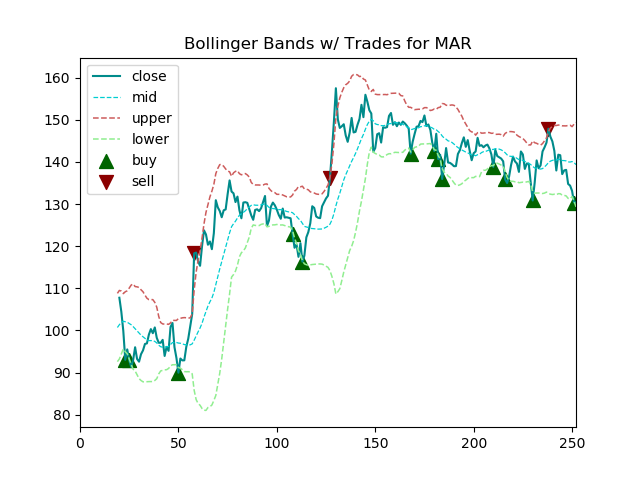 Bollinger Bands w/ Trades for MAR
close
mid
upper
lower
buy
sell
160
150
140
130
120
110
100
90
80
0 50 100 150 200 250